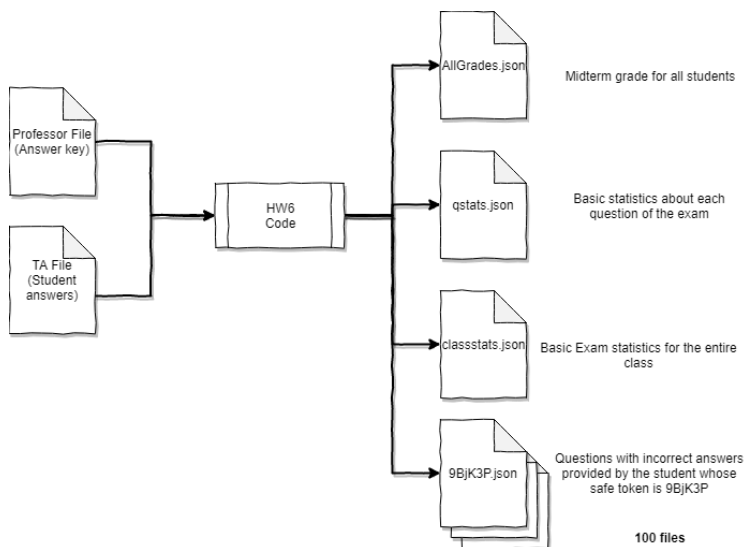 Professor File
(Answer key)
TA File
(Student
answers)
HW6
Code
AllGrades.json
Midterm grade for all students
qstats.json
Basic statistics about each
question of the exam
classstats.json
Basic Exam statistics for the entire
class
9BjK3P.json
Questions with incorrect answers
provided by the student whose
safe token is 9BjK3P
100 files